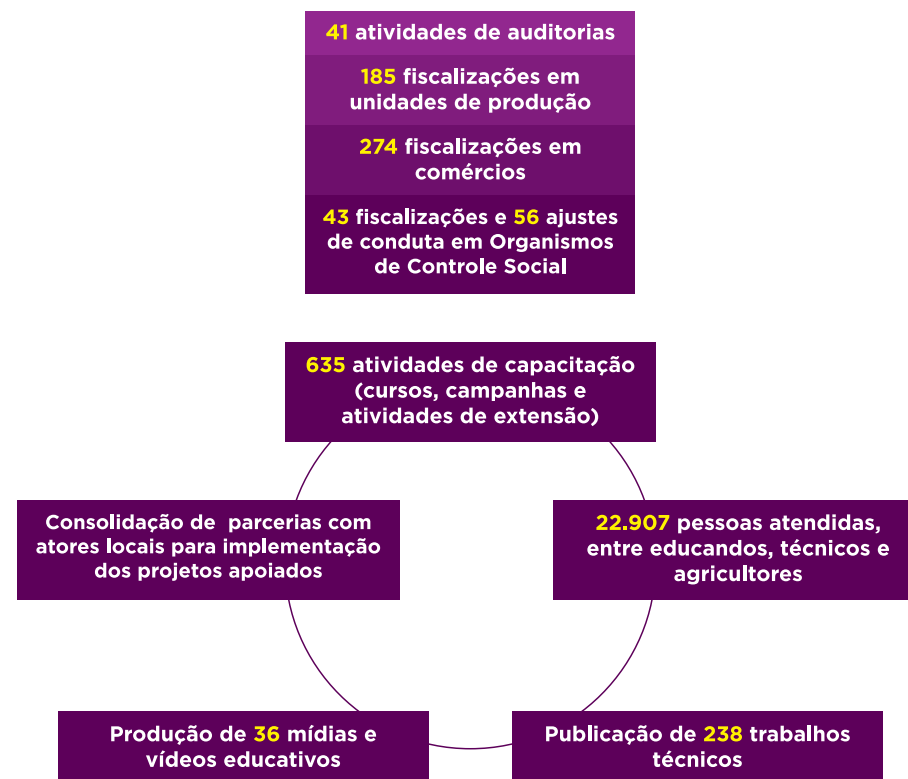 41 atividades de auditorias
185 fiscalizações em
unidades de produção
274 fiscalizações em
comércios
43 fiscalizações e 56 ajustes
de conduta em Organismos
de Controle Social
635 atividades de capacitação
(cursos, campanhas e
atividades de extensão)
Consolidação de parcerias com
atores locais para implementação
dos projetos apoiados
22.907 pessoas atendidas,
entre educandos, técnicos e
agricultores
Produção de 36 mídias e
vídeos educativos
Publicação de 238 trabalhos
técnicos